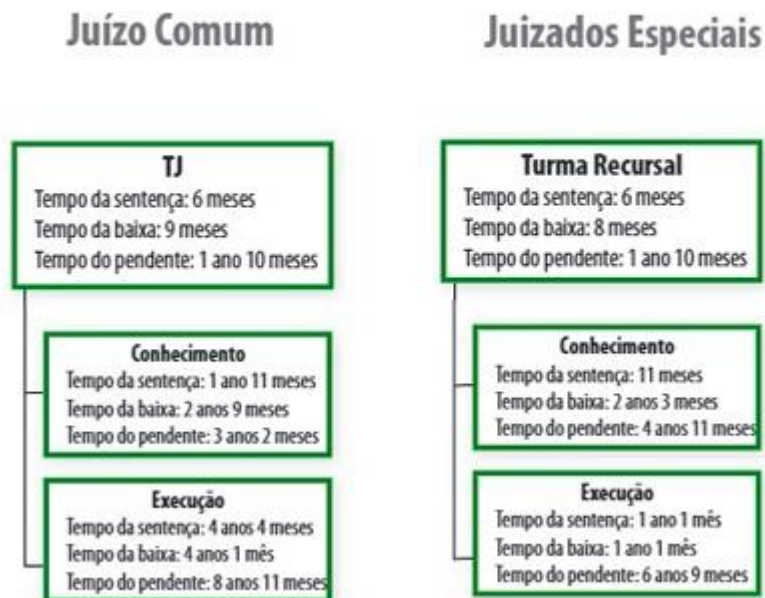 Juízo Comum
TJ
Tempo da sentença: 6 meses
Tempo da baixa: 9 meses
Tempo do pendente: 1 ano 10 meses
Conhecimento
Tempo da sentença: 1 ano 11 meses
Tempo da baixa: 2 anos 9 meses
Tempo do pendente: 3 anos 2 meses
Execução
Tempo da sentença: 4 anos 4 meses
Tempo da baixa: 4 anos 1 mês
Tempo do pendente: 8 anos 11 meses
Juizados Especiais
Turma Recursal
Tempo da sentença: 6 meses
Tempo da baixa: 8 meses
Tempo do pendente: 1 ano 10 meses
Conhecimento
Tempo da sentença: 11 meses
Tempo da baixa: 2 anos 3 meses
Tempo do pendente: 4 anos 11 meses
Execução
Tempo da sentença: 1 ano 1 mês
Tempo da baixa: 1 ano 1 mês
Tempo do pendente: 6 anos 9 meses